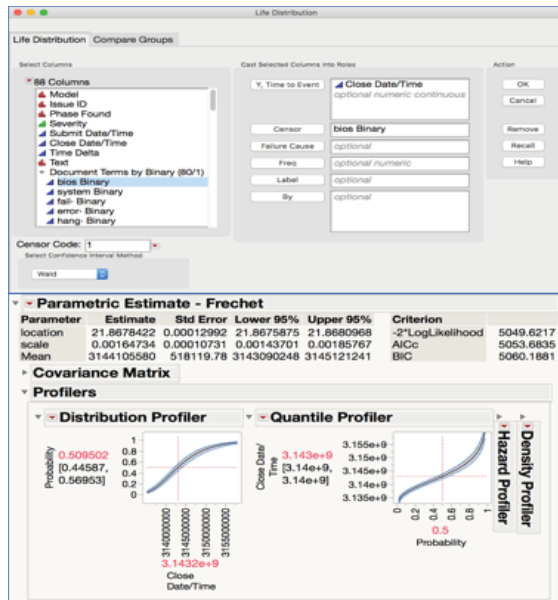 Life Distribution
Life Distribution Compare Groups
Select Columns
88 Columns
Model
Issue ID
Phase Found
Severity
Submit Date/Time
Close Date/Time
Time Delta
Text
Document Terms by Binary (80/1)
bios Binary
system Binary
fail· Binary
error· Binary
hang· Binary
Censor Code: 1
Select Confidence Interval Method
Wald
Cast Selected Columns into Roles
Y, Time to Event Close Date/Time
optional numeric continuous
Censor bios Binary
Failure Cause optional
Freq optional numeric
Label optional
By optional
Action
OK
Cancel
Remove
Recall
Help
Parametric Estimate - Frechet
Parameter Estimate Std Error Lower 95% Upper 95% Criterion
location 21.8678422 0.00012992 21.8675875 21.8680968 -2*LogLikelihood 5049.6217
scale 0.00164734 0.00010731 0.00143701 0.00185767 AICc 5053.6835
Mean 3144105580 518119.78 3143090248 3145121241 BIC 5060.1881
Covariance Matrix
Profilers
Distribution Profiler
Probability
0.509502
[0.44587,
0.56953]
1
0.8
0.6
0.4
0.2
0
3140000000
3145000000
3150000000
3155000000
3.1432e+9
Close
Date/Time
Quantile Profiler
Close Date/
Time
3.143e+9
[3.14e+9,
3.14e+9]
3.155e+9
3.15e+9
3.145e+9
3.14e+9
3.135e+9
0
0.2
0.4
0.6
0.8
1
0.5
Probability
Hazard Profiler
Density Profiler